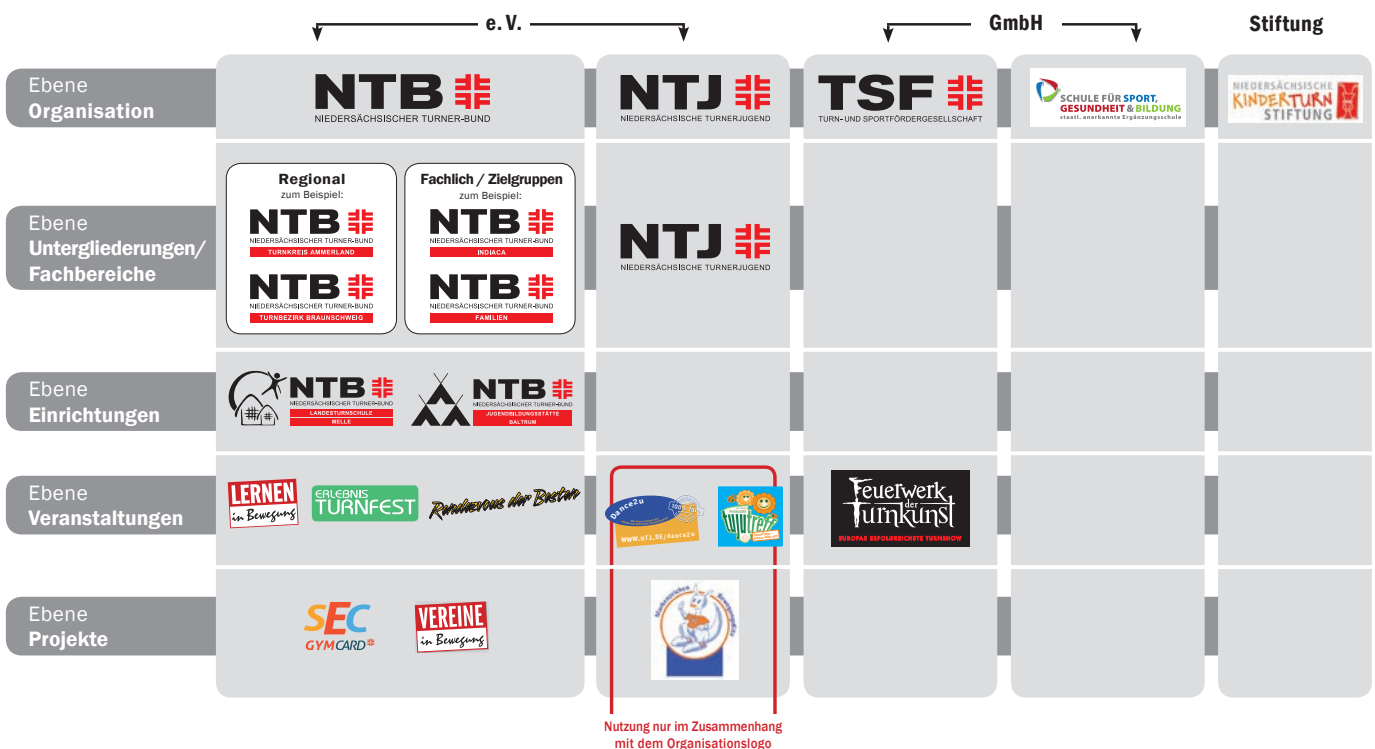 e. V.
GmbH
Stiftung
Ebene
Organisation
NTB
NIEDERSÄCHSISCHER TURNER-BUND
NTJ
NIEDERSÄCHSISCHE TURNERJUGEND
TSF
TURN-UND SPORTFÖRDERGESELLSCHAFT
SCHULE FÜR SPORT,
GESUNDHEIT & BILDUNG
staatl. anerkannte Ergänzungsschule
NIEDERSÄCHSISCHE
KINDERTURN
STIFTUNG
Ebene
Untergliederungen/
Fachbereiche
Regional
zum Beispiel:
NTB
NIEDERSÄCHSISCHER TURNER-BUND
TURNKREIS AMMERLAND
NTB
NIEDERSÄCHSISCHER TURNER-BUND
TURNBEZIRK BRAUNSCHWEIG
Fachlich / Zielgruppen
zum Beispiel:
NTB
NIEDERSÄCHSISCHER TURNER-BUND
INDIACA
NTB
NIEDERSÄCHSISCHER TURNER-BUND
FAMILIEN
NTJ
NIEDERSÄCHSISCHE TURNERJUGEND
Ebene
Einrichtungen
NTB
NIEDERSÄCHSISCHER TURNER-BUND
LANDESTURNSCHULE
MELLE
NTB
NIEDERSÄCHSISCHER TURNER-BUND
JUGENDBILDUNGSSTÄTTE
BALTRUM
Ebene
Veranstaltungen
LERNEN
in Bewegung
ERLEBNIS
TURNFEST
Rendezvous der Besten
Dance2u
www.NTJ.DE/dance2u
tujutreff
Feuerwerk
der
Turnkunst
EUROPAS ERFOLGREICHSTE TURNSHOW
Ebene
Projekte
SEC
GYMCARD
VEREINE
in Bewegung
Nutzung nur im Zusammenhang
mit dem Organisationslogo